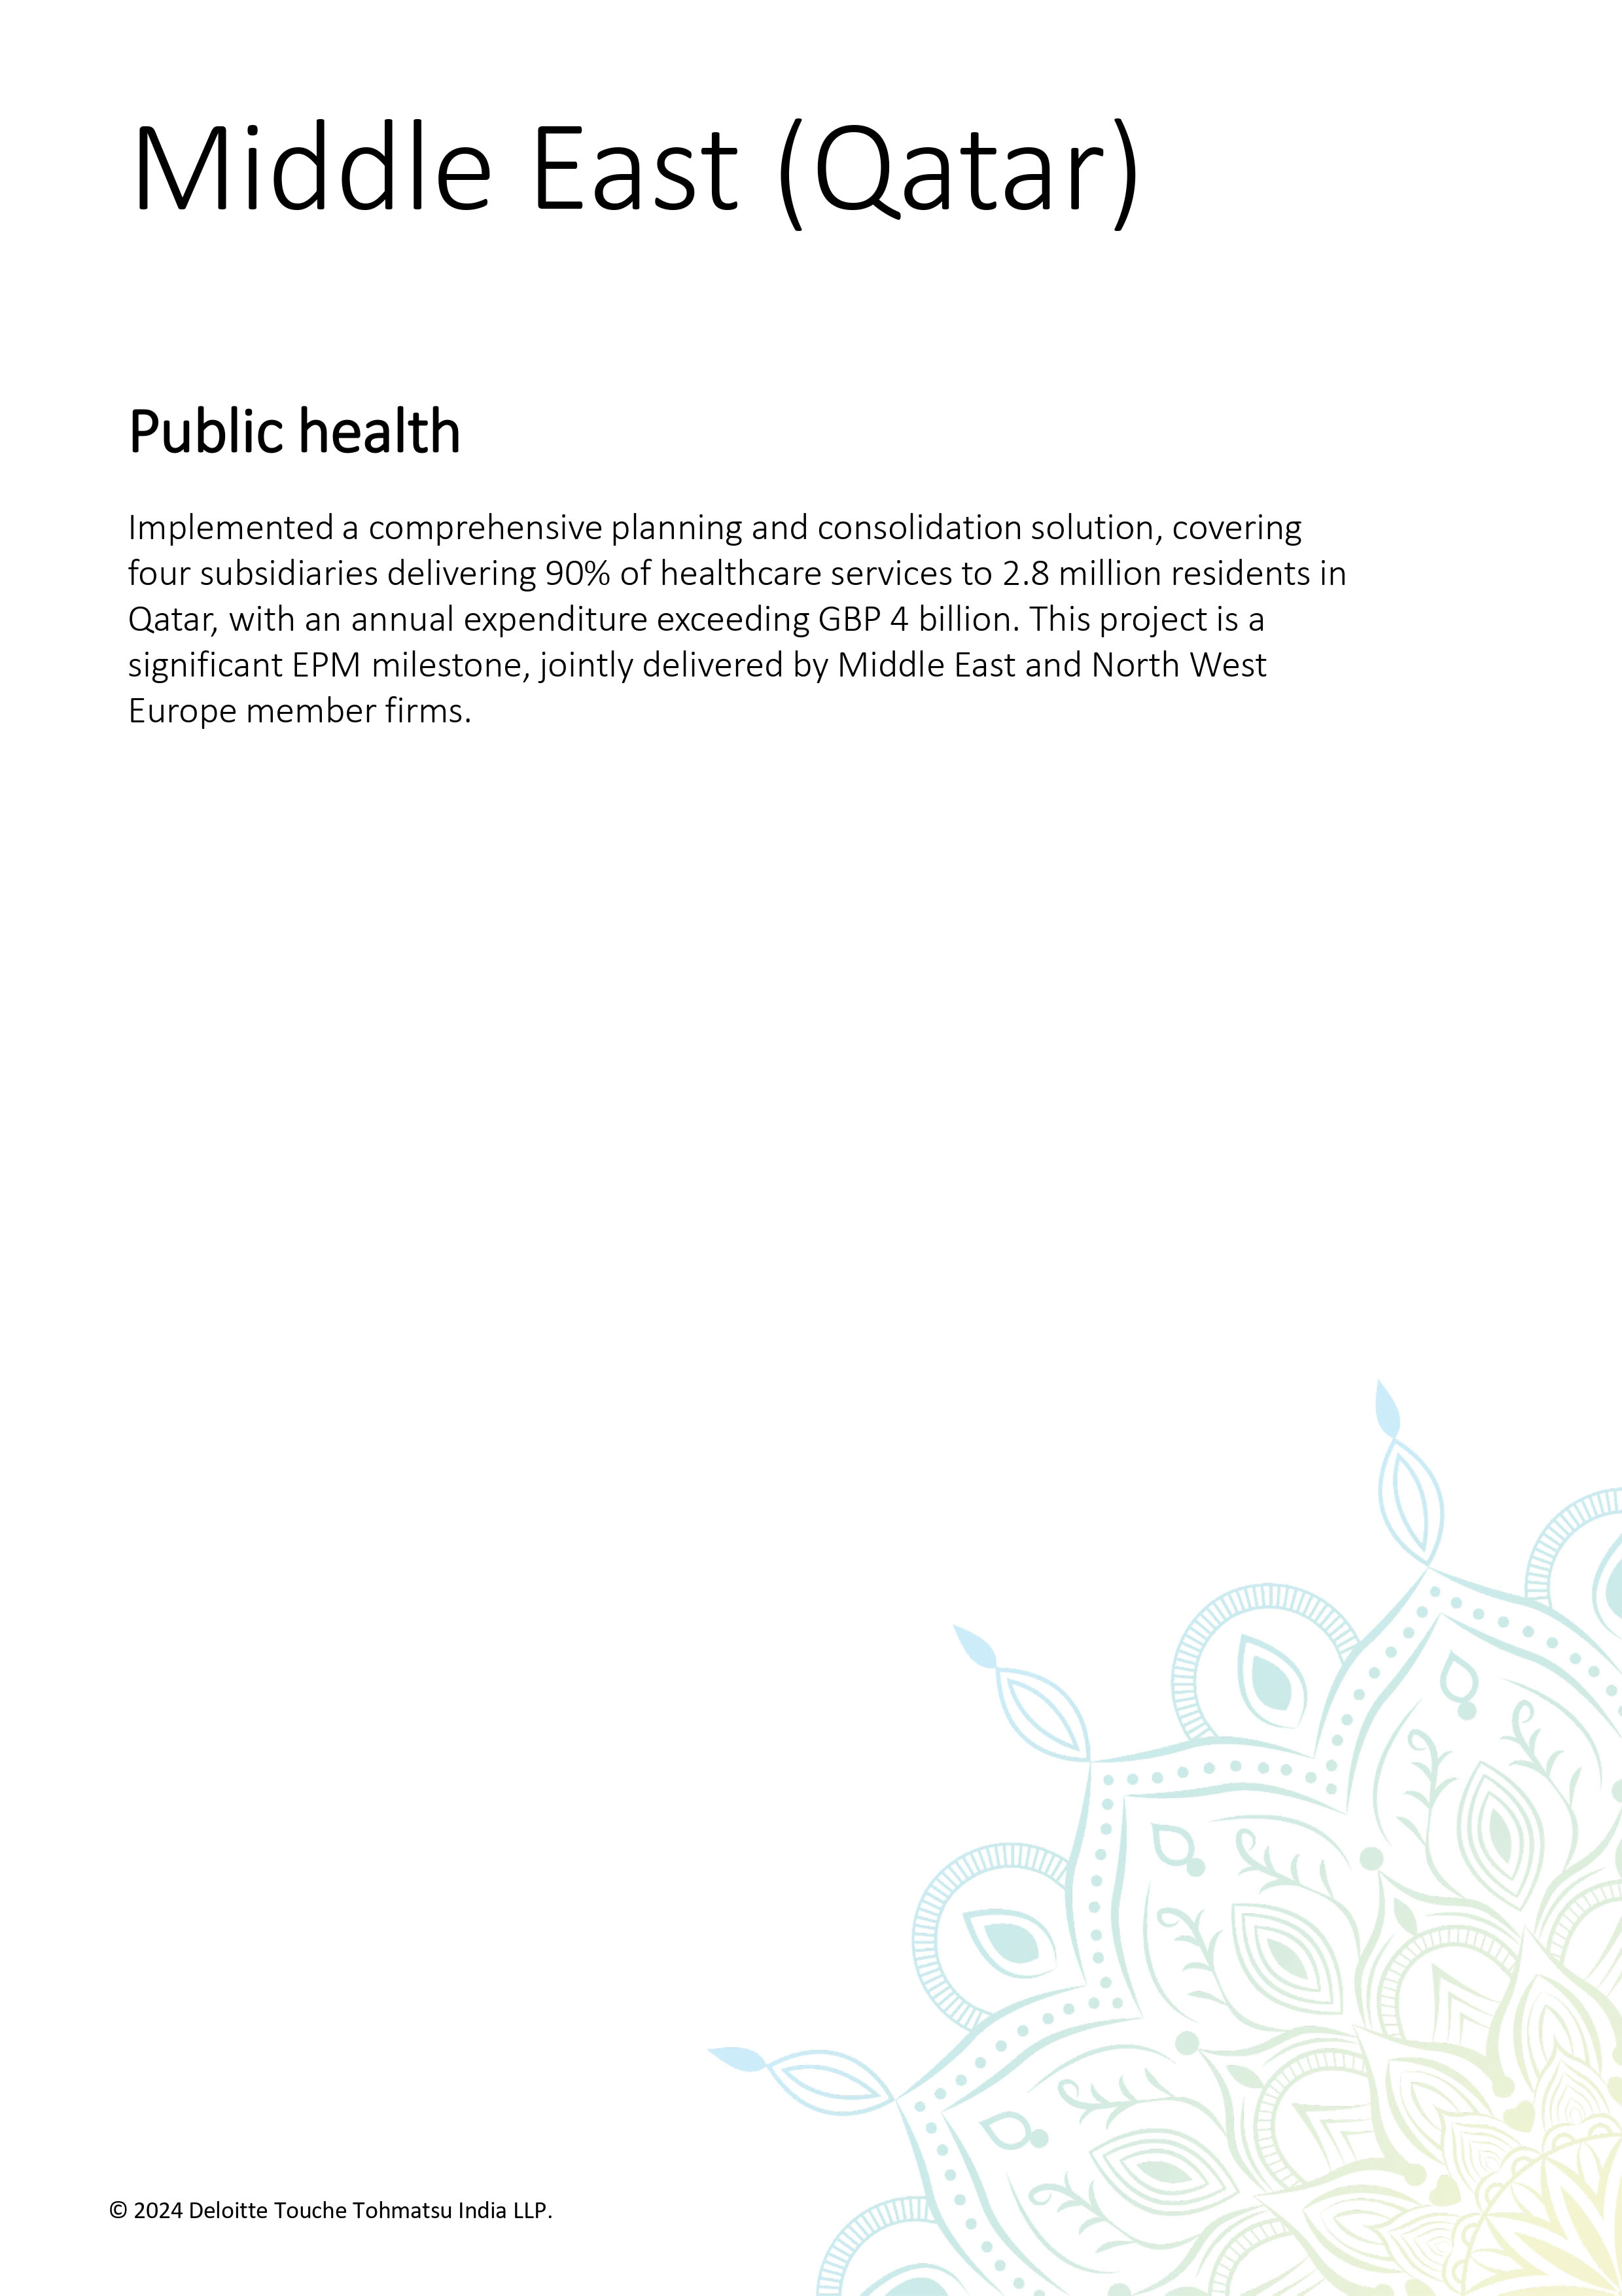 Middle East (Qatar)
Public health
Implemented a comprehensive planning and consolidation solution, covering
four subsidiaries delivering 90% of healthcare services to 2.8 million residents in
Qatar, with an annual expenditure exceeding GBP 4 billion. This project is a
significant EPM milestone, jointly delivered by Middle East and North West
Europe member firms.
© 2024 Deloitte Touche Tohmatsu India LLP.